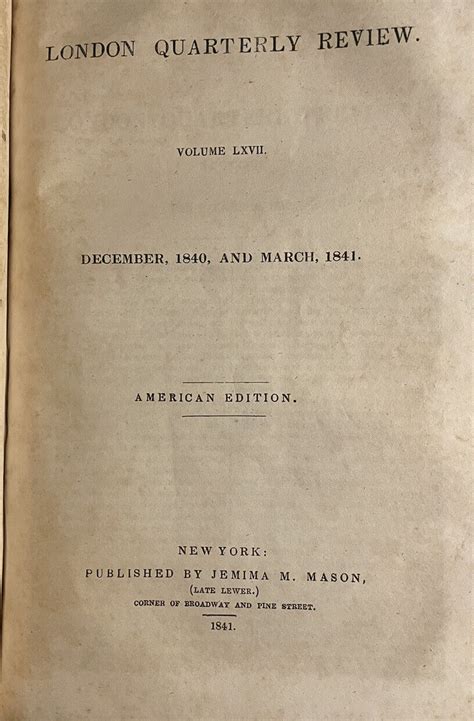 LONDON QUARTERLY REVIEW.
VOLUME LXVII.
DECEMBER, 1840, AND MARCH, 1841.
AMERICAN EDITION.
NEW YORK:
PUBLISHED BY JEMIMA M. MASON,
(LATE LEWER.)
CORNER OF BROADWAY AND PINE STREET.
1841.